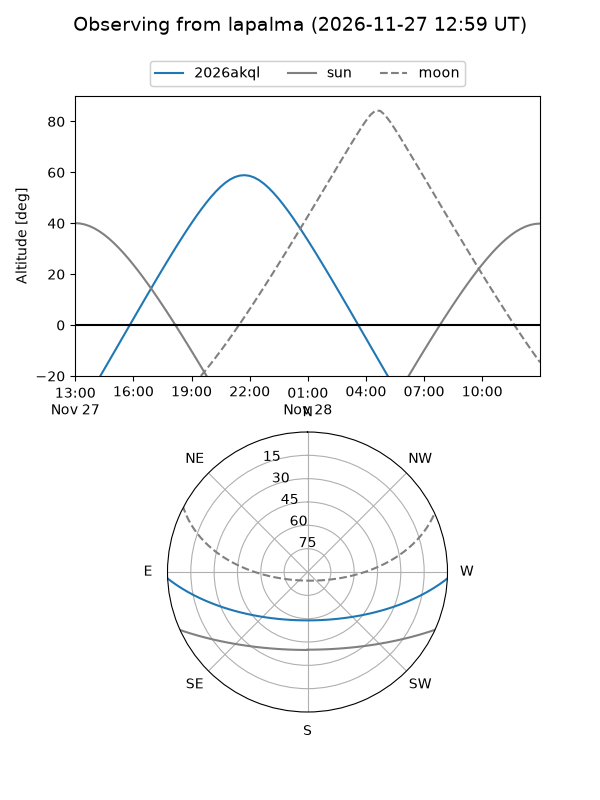 Observing from lapalma (2026-11-27 12:59 UT)
2026akql sun moon
80
60
40
20
0
−20
Altitude [deg]
13:00 16:00 19:00 22:00 01:00 04:00 07:00 10:00
Nov 27 Nov 28
N
NE NW
15
30
45
60
75
E W
SE SW
S